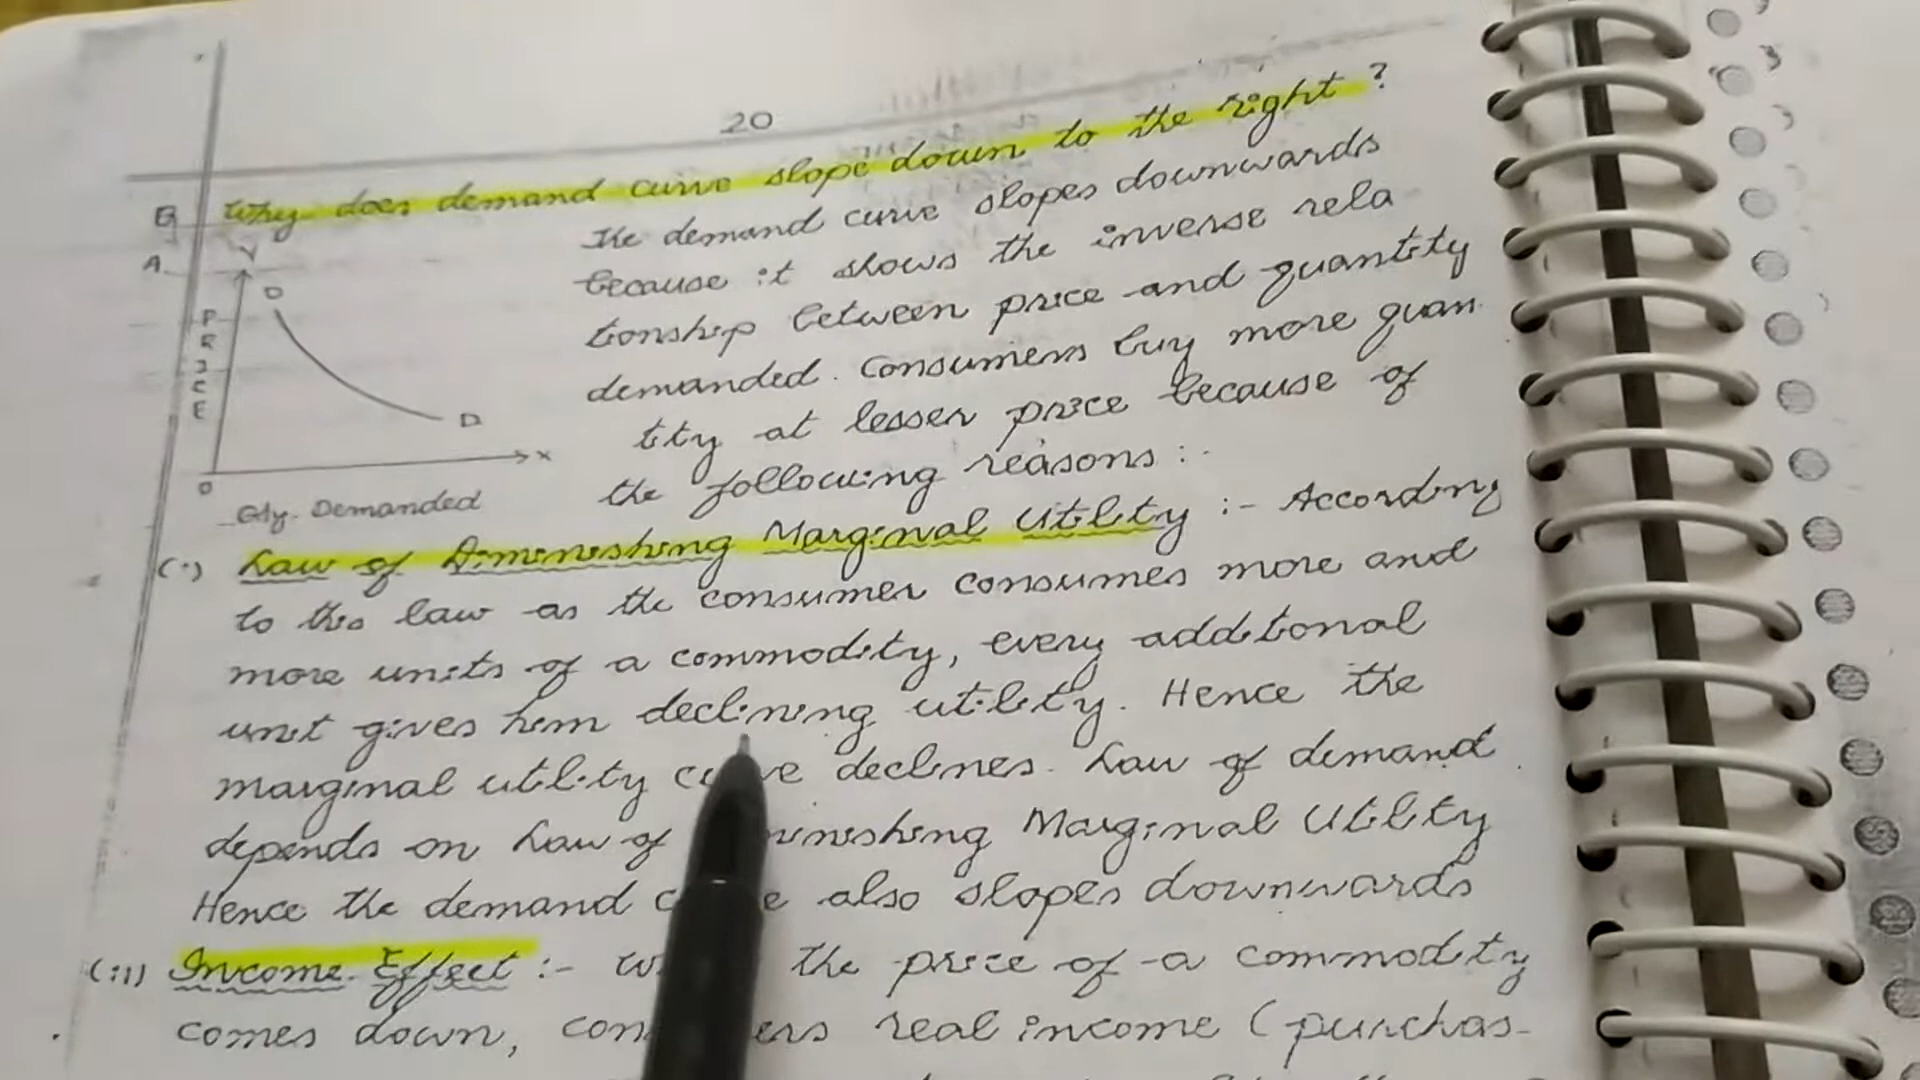 20
Q Why does demand curve slope down to the right ?
A
Y
D
PRICE
D
X
O
Qty. Demanded
The demand curve slopes downwards
because it shows the inverse rela
tionship between price and quantity
demanded. Consumers buy more quan
tity at lesser price because of
the following reasons :-
(i) Law of Diminishing Marginal Utility :- According
to this law as the consumer consumes more and
more units of a commodity, every additional
unit gives him declining utility. Hence the
marginal utility declines. Law of demand
depends on Law of Marginal Utility
Hence the demand also slopes downwards
(ii) Income Effect :- the price of a commodity
comes down, real income (purchas-